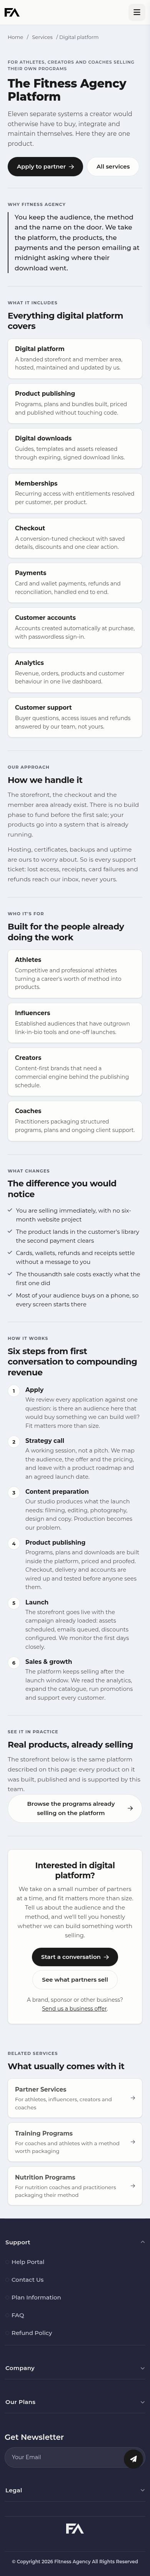 FA
Home / Services / Digital platform
FOR ATHLETES, CREATORS AND COACHES SELLING
THEIR OWN PROGRAMS
The Fitness Agency
Platform
Eleven separate systems a creator would
otherwise have to buy, integrate and
maintain themselves. Here they are one
product.
Apply to partner →
All services
WHY FITNESS AGENCY
You keep the audience, the method
and the name on the door. We take
the platform, the products, the
payments and the person emailing at
midnight asking where their
download went.
WHAT IT INCLUDES
Everything digital platform
covers
Digital platform
A branded storefront and member area,
hosted, maintained and updated by us.
Product publishing
Programs, plans and bundles built, priced
and published without touching code.
Digital downloads
Guides, templates and assets released
through expiring, signed download links.
Memberships
Recurring access with entitlements resolved
per customer, per product.
Checkout
A conversion-tuned checkout with saved
details, discounts and one clear action.
Payments
Card and wallet payments, refunds and
reconciliation, handled end to end.
Customer accounts
Accounts created automatically at purchase,
with passwordless sign-in.
Analytics
Revenue, orders, products and customer
behaviour in one live dashboard.
Customer support
Buyer questions, access issues and refunds
answered by our team, not yours.
OUR APPROACH
How we handle it
The storefront, the checkout and the
member area already exist. There is no build
phase to fund before the first sale; your
products go into a system that is already
running.
Hosting, certificates, backups and uptime
are ours to worry about. So is every support
ticket: lost access, receipts, card failures and
refunds reach our inbox, never yours.
WHO IT'S FOR
Built for the people already
doing the work
Athletes
Competitive and professional athletes
turning a career's worth of method into
products.
Influencers
Established audiences that have outgrown
link-in-bio tools and one-off launches.
Creators
Content-first brands that need a
commercial engine behind the publishing
schedule.
Coaches
Practitioners packaging structured
programs, plans and ongoing client support.
WHAT CHANGES
The difference you would
notice
You are selling immediately, with no six-
month website project
The product lands in the customer's library
the second payment clears
Cards, wallets, refunds and receipts settle
without a message to you
The thousandth sale costs exactly what the
first one did
Most of your audience buys on a phone, so
every screen starts there
HOW IT WORKS
Six steps from first
conversation to compounding
revenue
1 Apply
We review every application against one
question: is there an audience here that
would buy something we can build well?
Fit matters more than size.
2 Strategy call
A working session, not a pitch. We map
the audience, the offer and the pricing,
and leave with a product roadmap and
an agreed launch date.
3 Content preparation
Our studio produces what the launch
needs: filming, editing, photography,
design and copy. Production becomes
our problem.
4 Product publishing
Programs, plans and downloads are built
inside the platform, priced and proofed.
Checkout, delivery and access are
wired up and tested before anyone sees
them.
5 Launch
The storefront goes live with the
campaign already loaded: assets
scheduled, emails queued, discounts
configured. We monitor the first days
closely.
6 Sales & growth
The platform keeps selling after the
launch window. We read the analytics,
expand the catalogue, run promotions
and support every customer.
SEE IT IN PRACTICE
Real products, already selling
The storefront below is the same platform
described on this page: every product on it
was built, published and is supported by this
team.
Browse the programs already
selling on the platform →
Interested in digital
platform?
We take on a small number of partners
at a time, and fit matters more than size.
Tell us about the audience and the
method, and we'll tell you honestly
whether we can build something worth
selling.
Start a conversation →
See what partners sell
A brand, sponsor or other business?
Send us a business offer.
RELATED SERVICES
What usually comes with it
Partner Services
For athletes, influencers, creators and
coaches
Training Programs
For coaches and athletes with a method
worth packaging
Nutrition Programs
For nutrition coaches and practitioners
packaging their method
Support
Help Portal
Contact Us
Plan Information
FAQ
Refund Policy
Company
Our Plans
Get Newsletter
Your Email
Legal
FA
© Copyright 2026 Fitness Agency All Rights Reserved